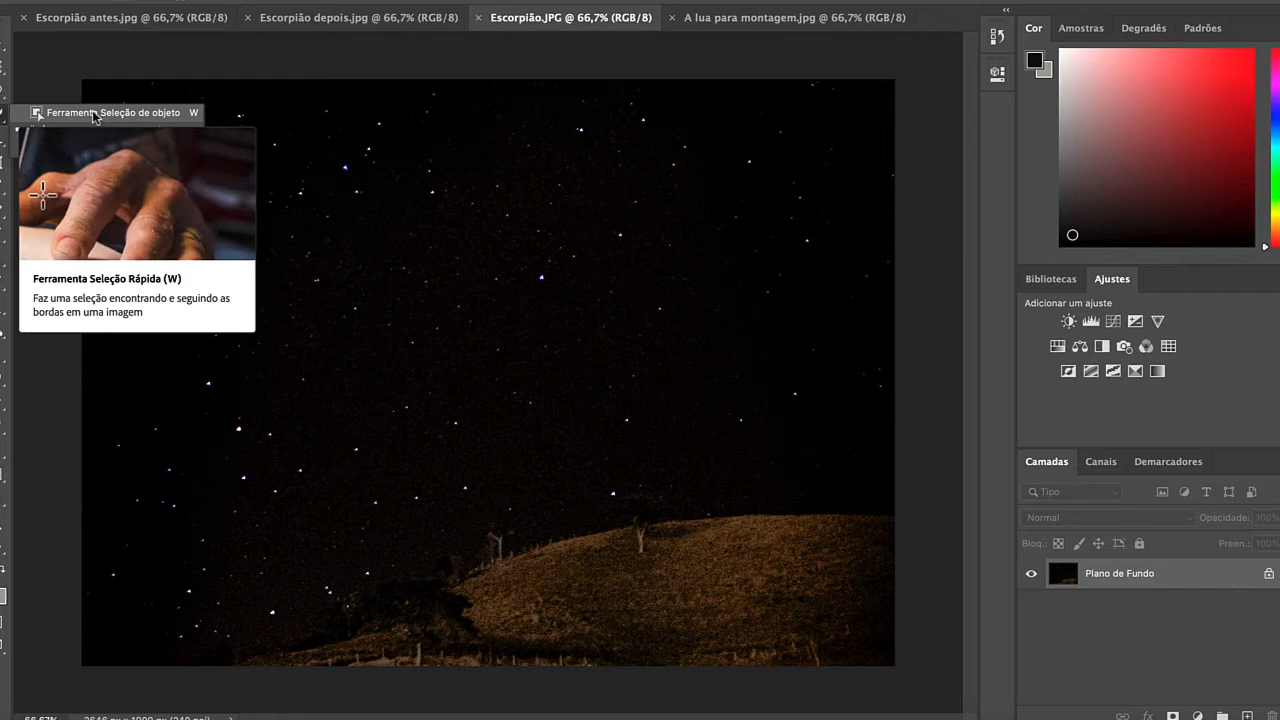 Escorpião antes.jpg @ 66,7% (RGB/8)
Escorpião depois.jpg @ 66,7% (RGB/8)
Escorpião.JPG @ 66,7% (RGB/8)
A lua para montagem.jpg @ 66,7% (RGB/8)
Ferramenta Seleção de objeto W
Ferramenta Seleção Rápida (W)
Faz uma seleção encontrando e seguindo as
bordas em uma imagem
Cor Amostras Degradês Padrões
Bibliotecas Ajustes
Adicionar um ajuste
Camadas Canais Demarcadores
Tipo
Normal Opacidade: 100%
Bloq.: Preen.: 100%
Plano de Fundo
fx